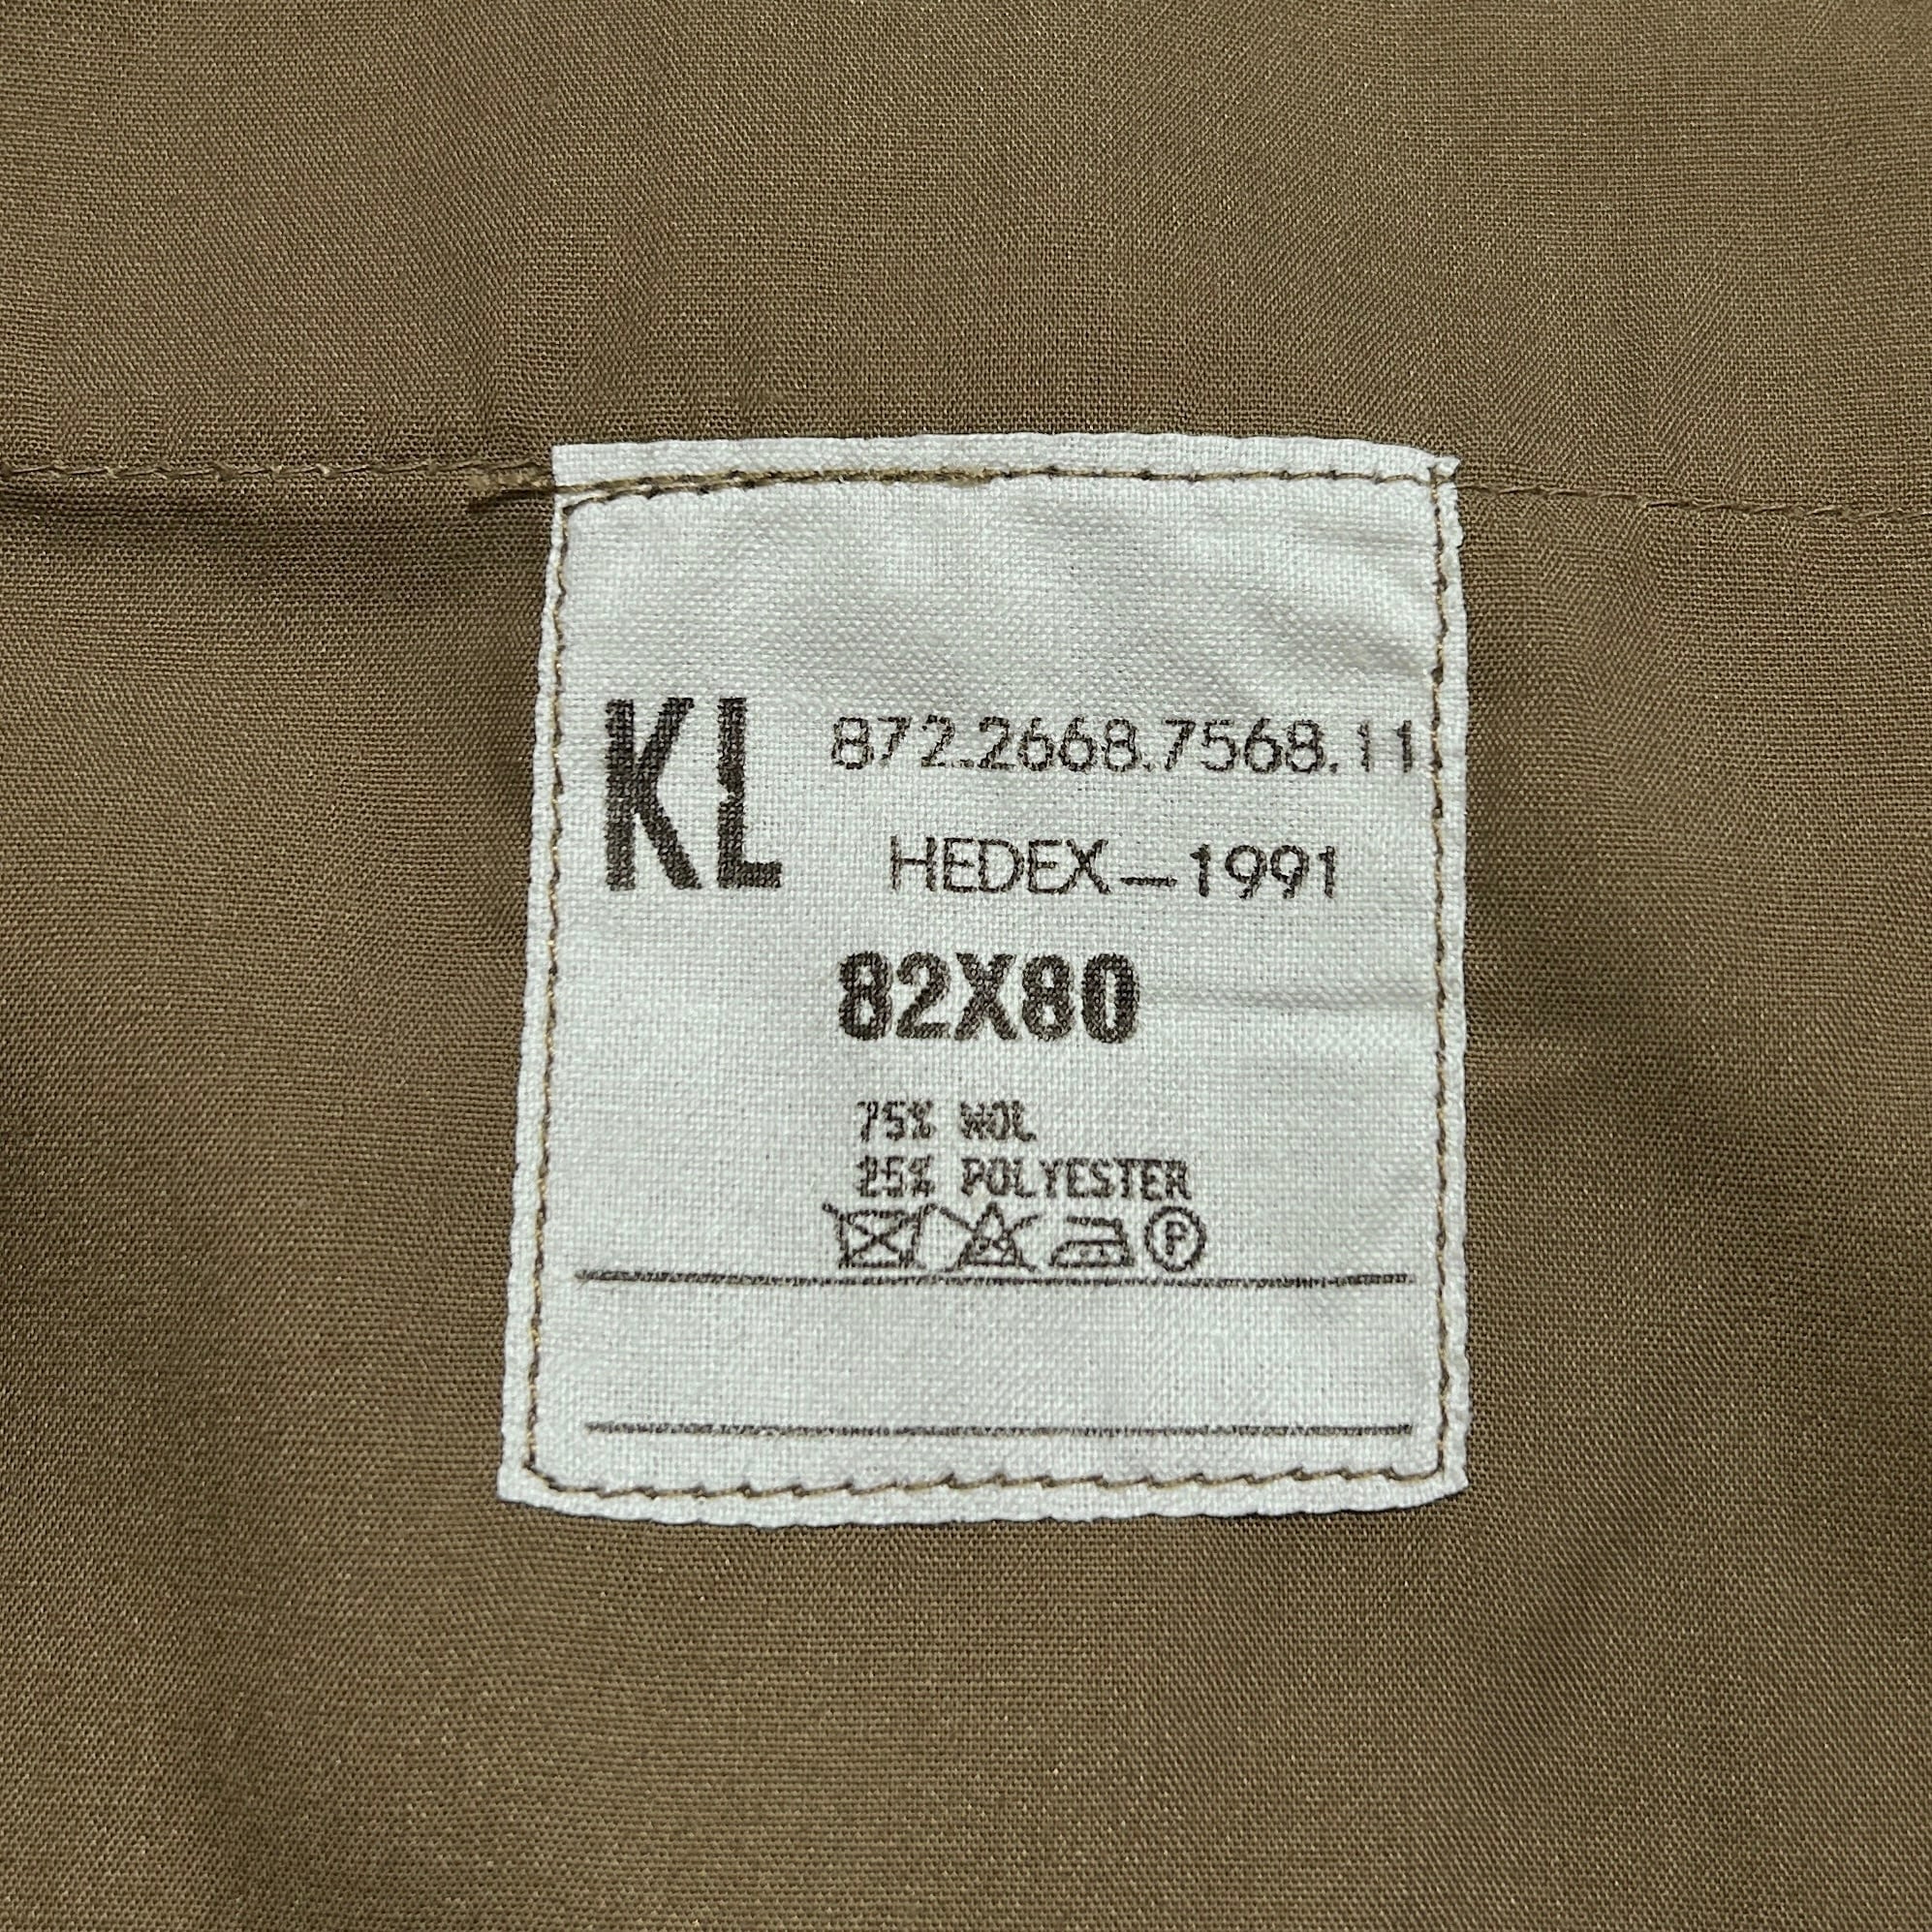 KL 872.2668.7568.11
HEDEX—1991
82X80
75% WOL
25% POLYESTER
P